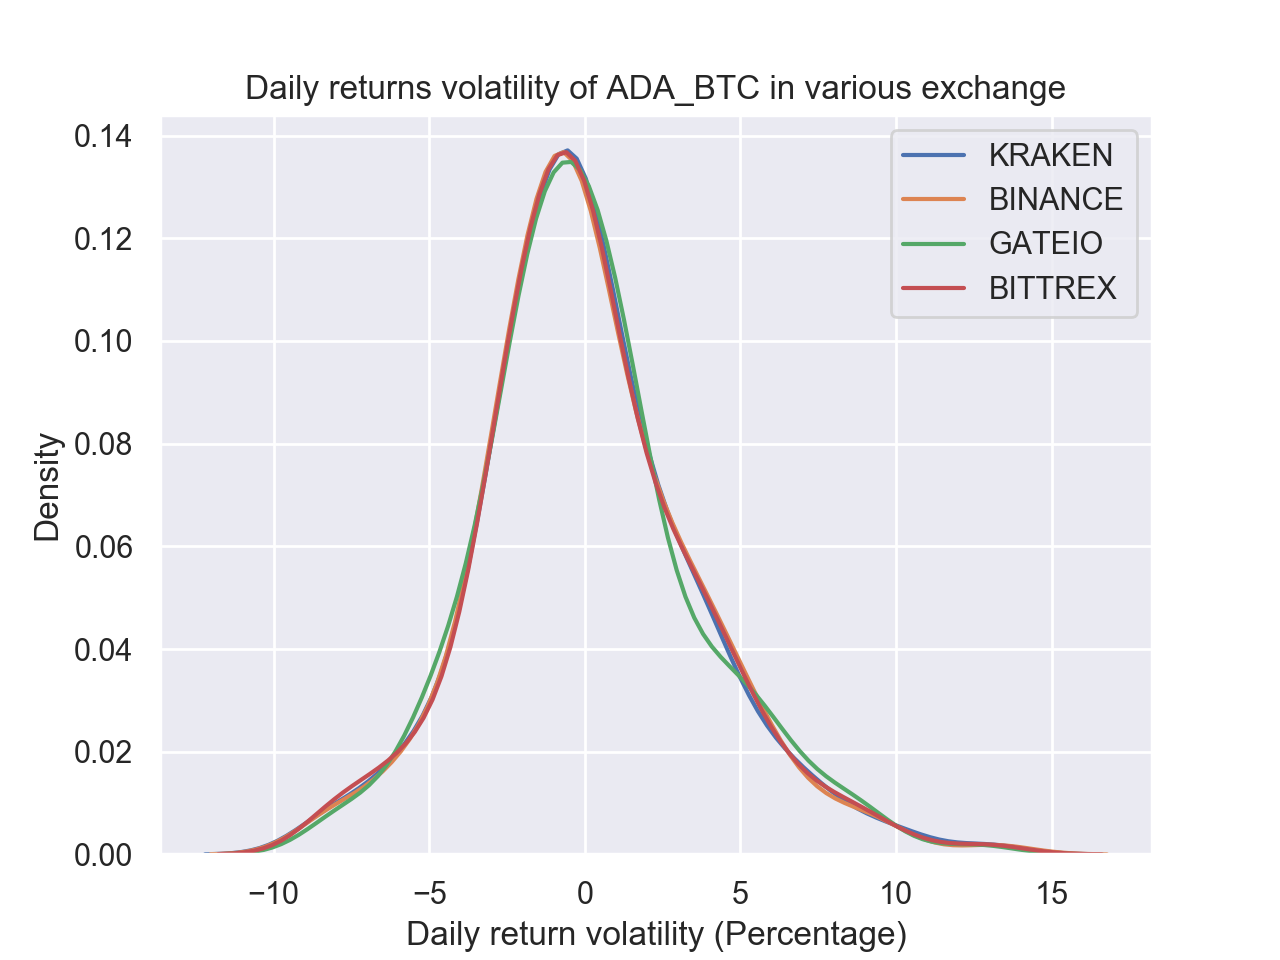 Daily returns volatility of ADA_BTC in various exchange
KRAKEN
BINANCE
GATEIO
BITTREX
0.14
0.12
0.10
0.08
0.06
0.04
0.02
0.00
Density
−10 −5 0 5 10 15
Daily return volatility (Percentage)